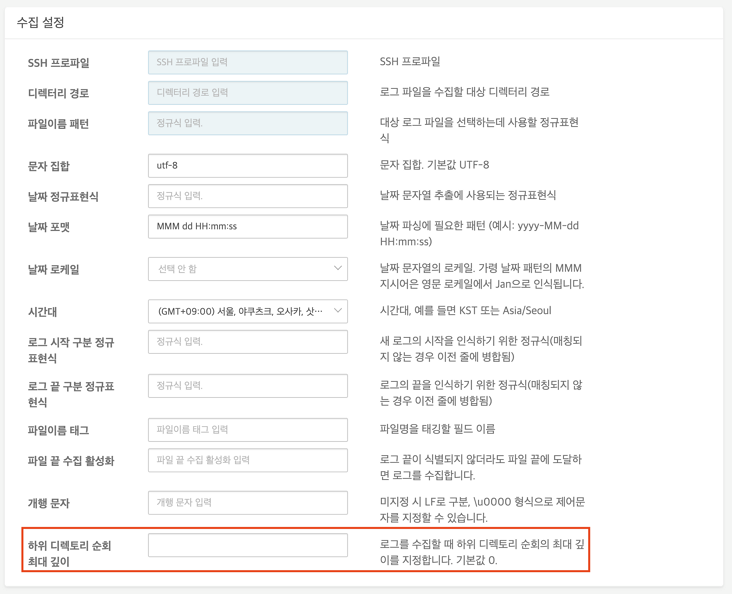 수집 설정
SSH 프로파일
SSH 프로파일 입력
SSH 프로파일
디렉터리 경로
디렉터리 경로 입력
로그 파일을 수집할 대상 디렉터리 경로
파일이름 패턴
정규식 입력.
대상 로그 파일을 선택하는데 사용할 정규표현
식
문자 집합
utf-8
문자 집합. 기본값 UTF-8
날짜 정규표현식
정규식 입력.
날짜 문자열 추출에 사용되는 정규표현식
날짜 포맷
MMM dd HH:mm:ss
날짜 파싱에 필요한 패턴 (예시: yyyy-MM-dd
HH:mm:ss)
날짜 로케일
선택 안 함
날짜 문자열의 로케일. 가령 날짜 패턴의 MMM
지시어은 영문 로케일에서 Jan으로 인식됩니다.
시간대
(GMT+09:00) 서울, 야쿠츠크, 오사카, 삿···
시간대, 예를 들면 KST 또는 Asia/Seoul
로그 시작 구분 정규
표현식
정규식 입력.
새 로그의 시작을 인식하기 위한 정규식(매칭되
지 않는 경우 이전 줄에 병합됨)
로그 끝 구분 정규표
현식
정규식 입력.
로그의 끝을 인식하기 위한 정규식(매칭되지 않
는 경우 이전 줄에 병합됨)
파일이름 태그
파일이름 태그 입력
파일명을 태깅할 필드 이름
파일 끝 수집 활성화
파일 끝 수집 활성화 입력
로그 끝이 식별되지 않더라도 파일 끝에 도달하
면 로그를 수집합니다.
개행 문자
개행 문자 입력
미지정 시 LF로 구분, \u0000 형식으로 제어문
자를 지정할 수 있습니다.
하위 디렉토리 순회
최대 깊이
로그를 수집할 때 하위 디렉토리 순회의 최대 깊
이를 지정합니다. 기본값 0.